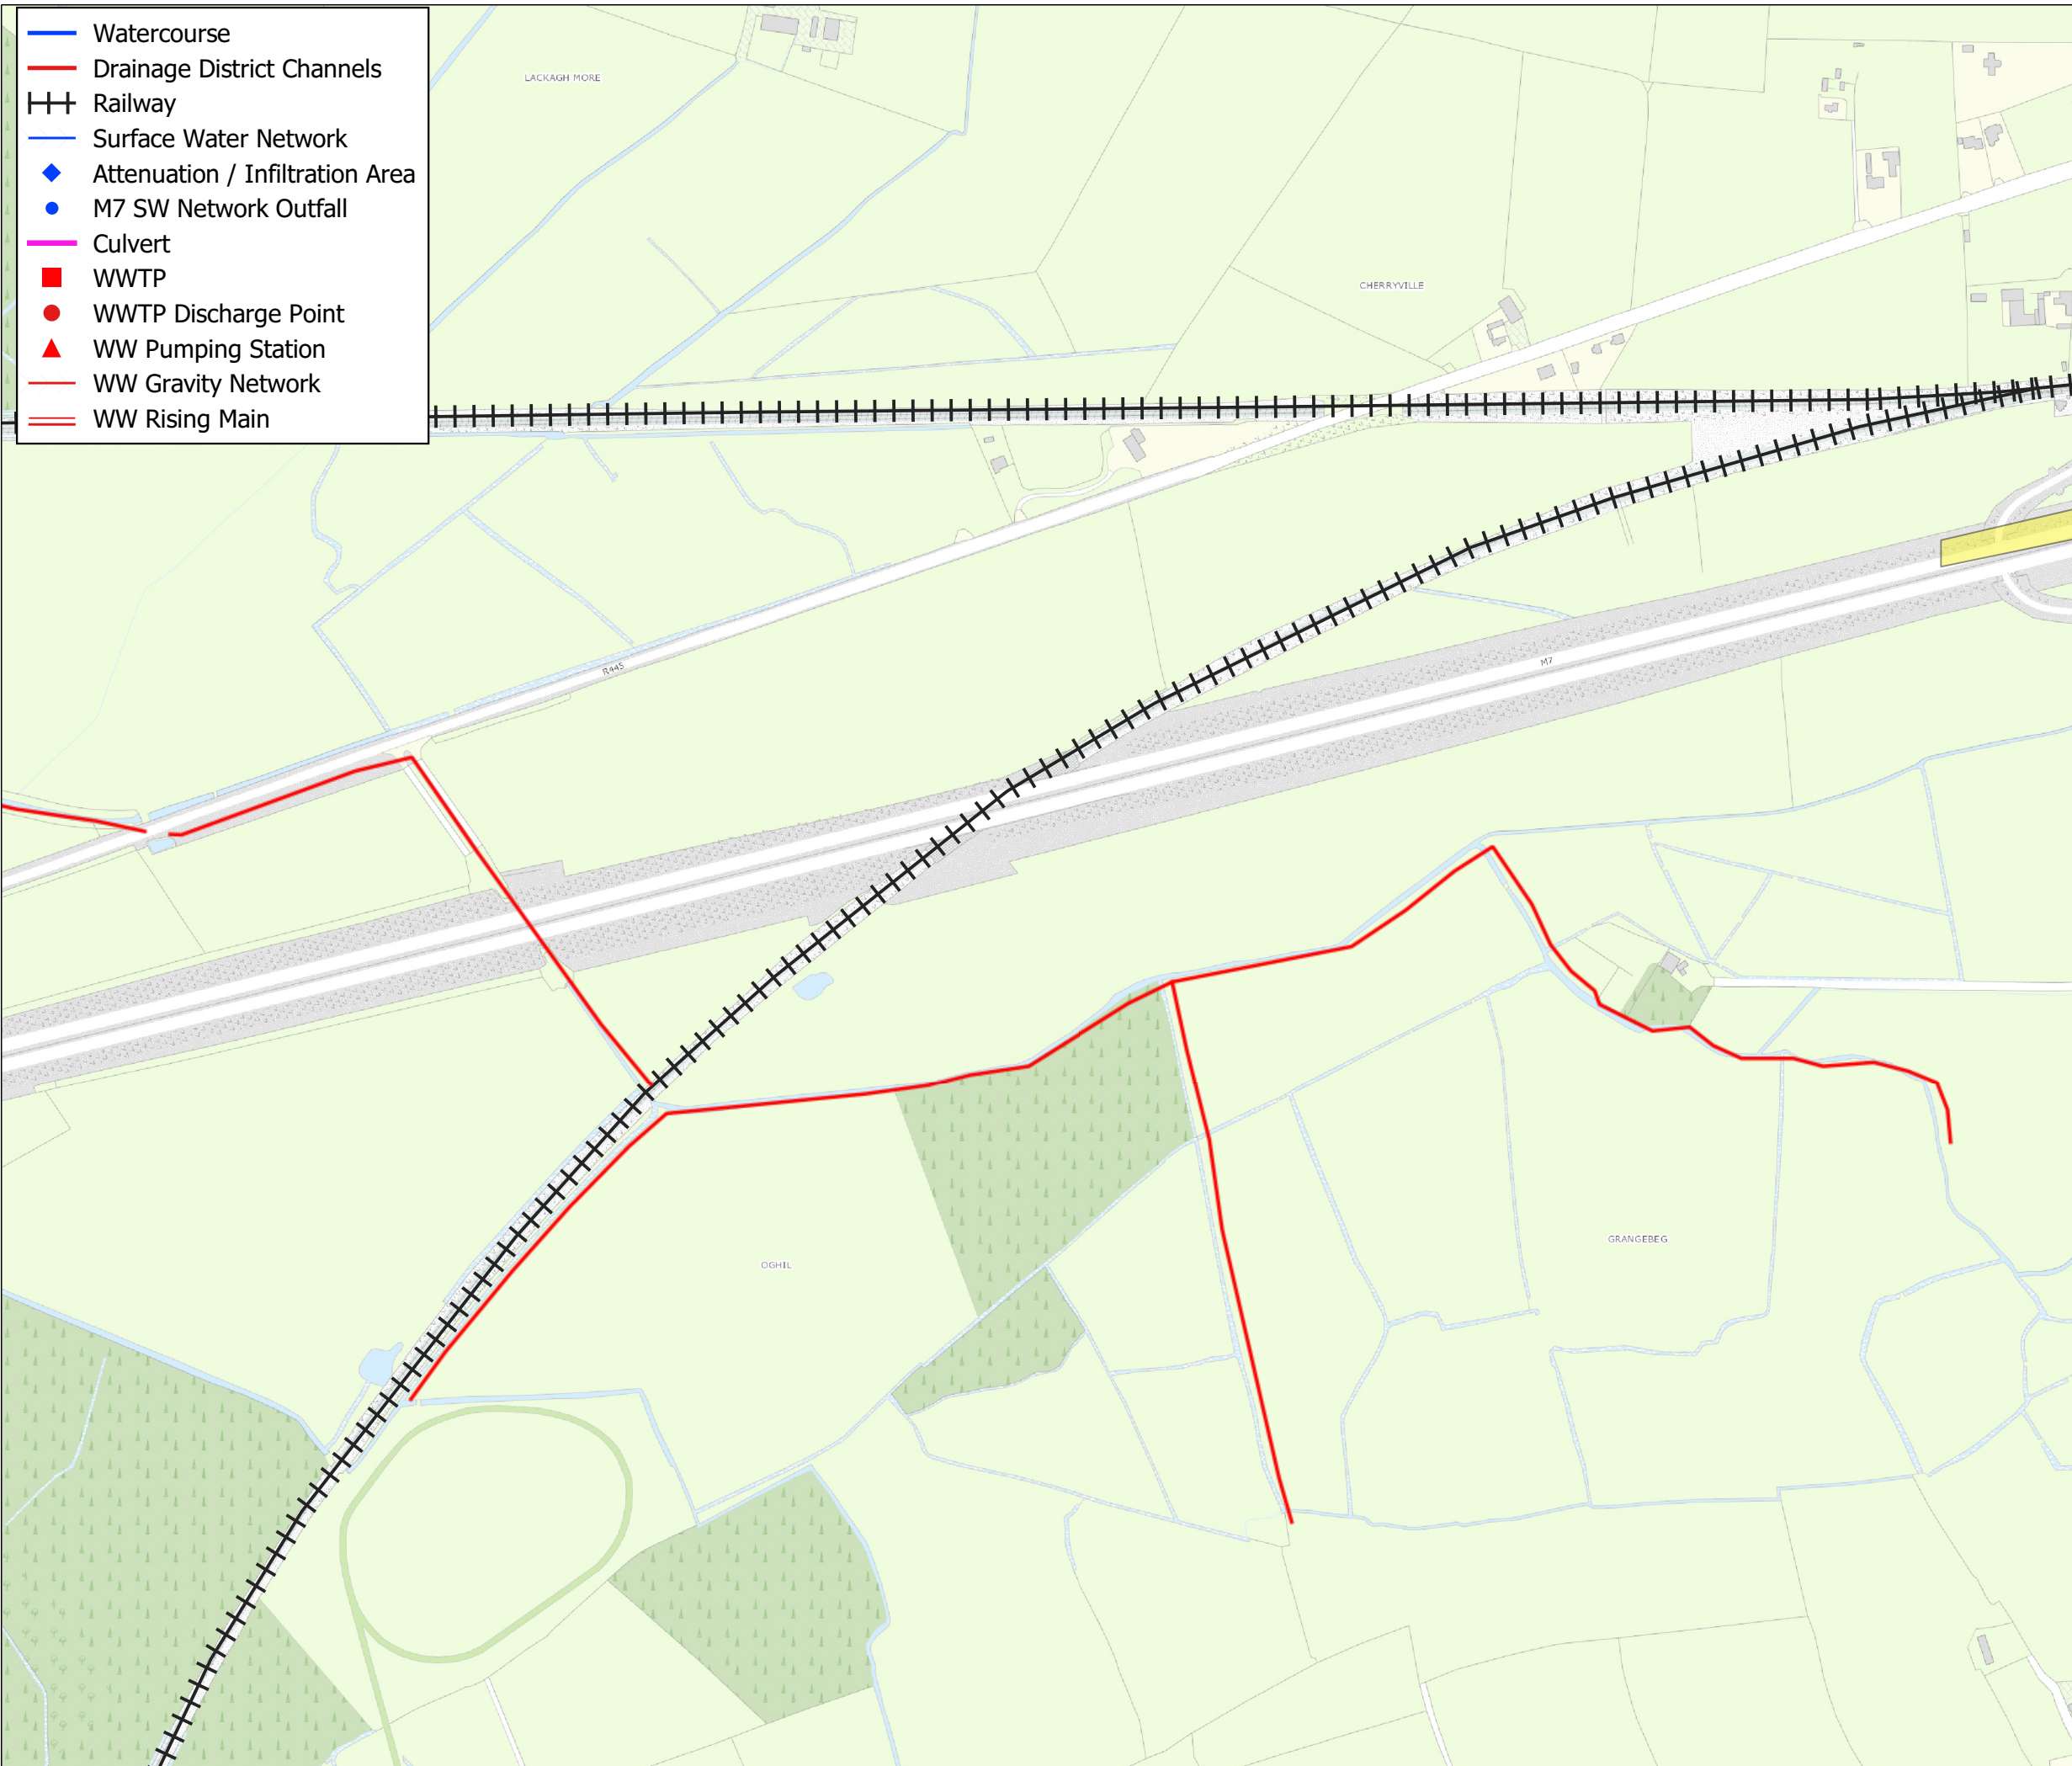 Watercourse
Drainage District Channels
Railway
Surface Water Network
Attenuation / Infiltration Area
M7 SW Network Outfall
Culvert
WWTP
WWTP Discharge Point
WW Pumping Station
WW Gravity Network
WW Rising Main
LACKAGH MORE
CHERRYVILLE
R445
M7
GRANGEBEG
OGHIL